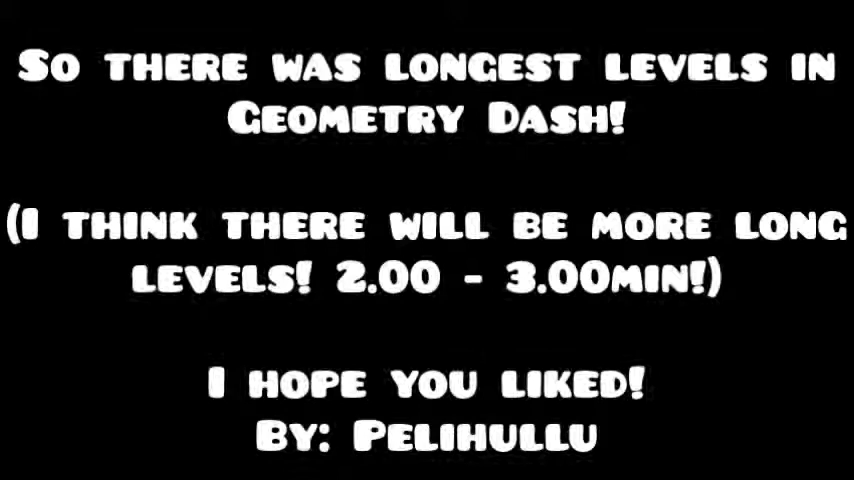 So there was longest levels in
Geometry Dash!
(I think there will be more long
levels! 2.00 - 3.00min!)
I hope you liked!
By: Pelihullu